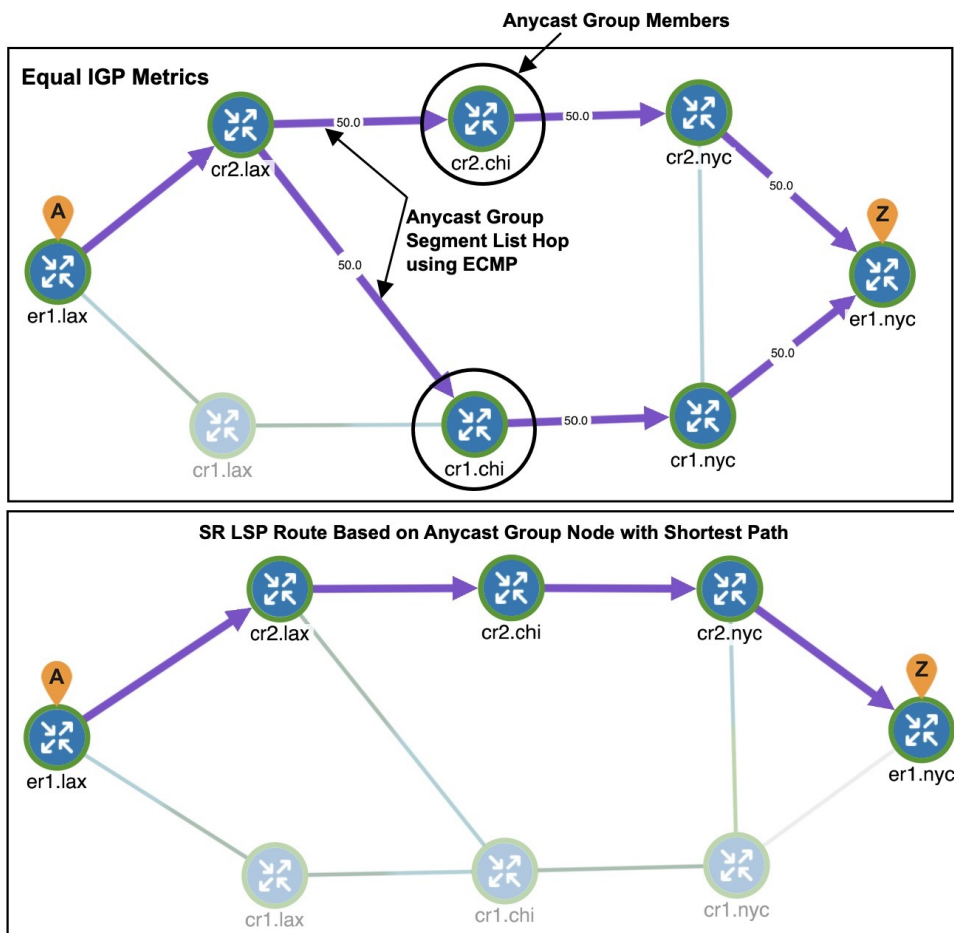 Anycast Group Members
Equal IGP Metrics
50.0
50.0
cr2.chi
cr2.lax
cr2.nyc
50.0
A
Z
Anycast Group
Segment List Hop
using ECMP
50.0
er1.lax
er1.nyc
50.0
50.0
cr1.lax
cr1.chi
cr1.nyc
SR LSP Route Based on Anycast Group Node with Shortest Path
cr2.lax
cr2.chi
cr2.nyc
A
Z
er1.lax
er1.nyc
cr1.lax
cr1.chi
cr1.nyc